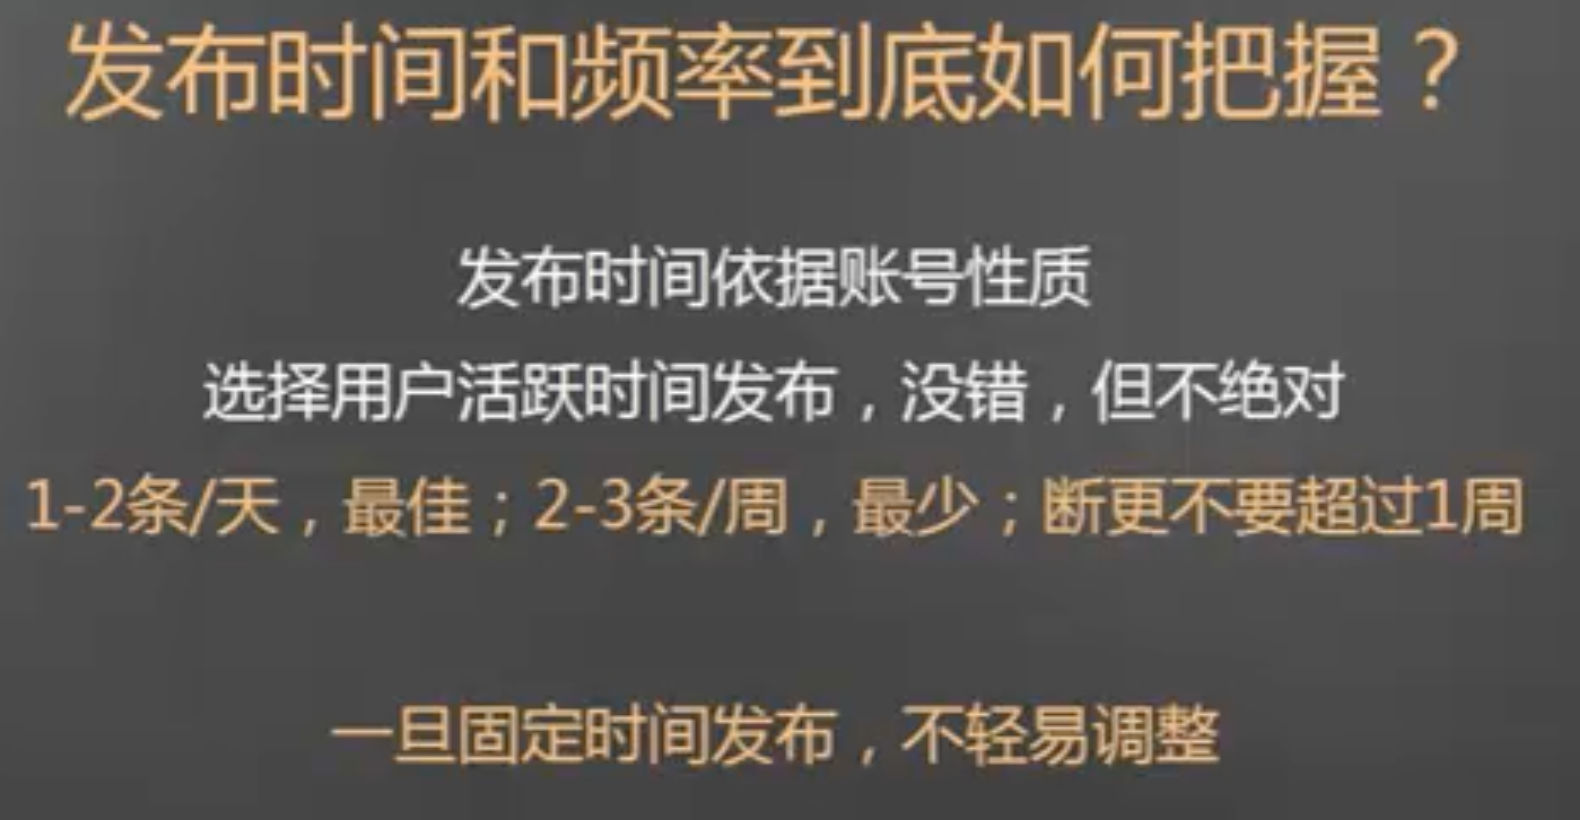 发布时间和频率到底如何把握？
发布时间依据账号性质
选择用户活跃时间发布，没错，但不绝对
1-2条/天，最佳；2-3条/周，最少；断更不要超过1周
一旦固定时间发布，不轻易调整